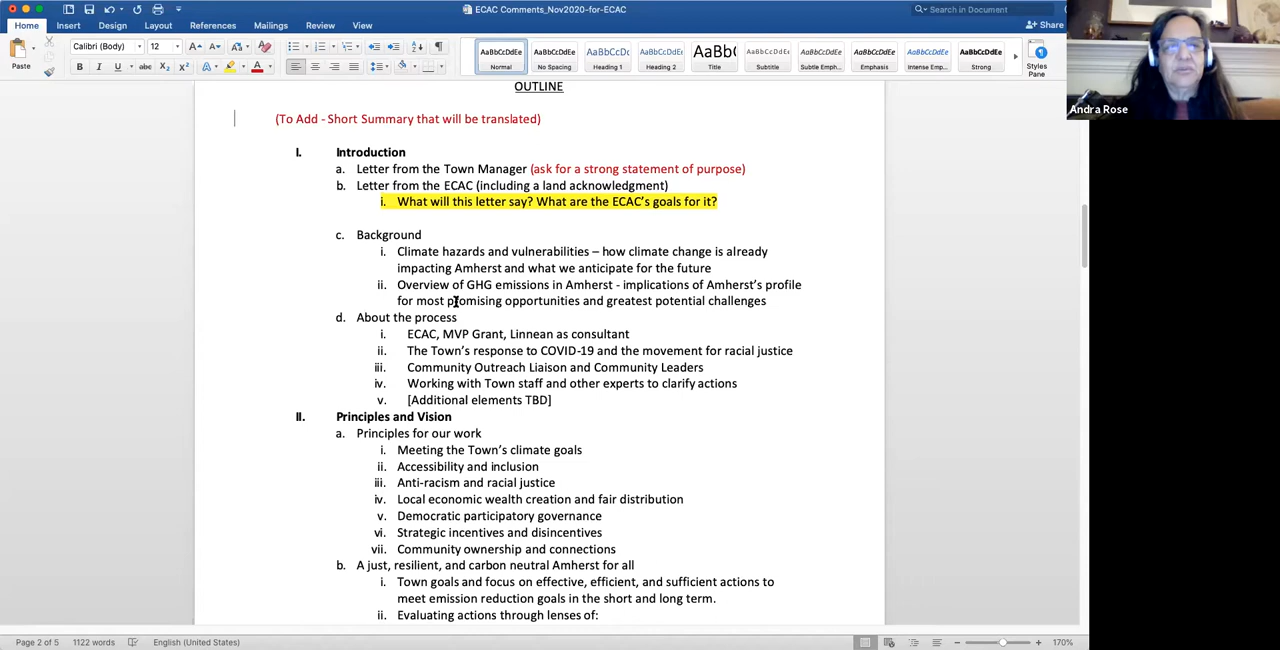 ECAC Comments_Nov2020-for-ECAC
Search in Document
Home Insert Design Layout References Mailings Review View
Share
Paste
Calibri (Body) 12
AaBbCcDdEe AaBbCcDdEe AaBbCcDdE AaBbCcDdE AaBb( AaBbCcDdE AaBbCcDdEe AaBbCcDdEe AaBbCcDdEe AaBbCcDdEe
Normal No Spacing Heading 1 Heading 2 Title Subtitle Subtle Emph... Emphasis Intense Emp... Strong
Styles
Pane
Andra Rose
OUTLINE
(To Add - Short Summary that will be translated)
I. Introduction
a. Letter from the Town Manager (ask for a strong statement of purpose)
b. Letter from the ECAC (including a land acknowledgment)
i. What will this letter say? What are the ECAC's goals for it?
c. Background
i. Climate hazards and vulnerabilities – how climate change is already
impacting Amherst and what we anticipate for the future
ii. Overview of GHG emissions in Amherst - implications of Amherst's profile
for most promising opportunities and greatest potential challenges
d. About the process
i. ECAC, MVP Grant, Linnean as consultant
ii. The Town's response to COVID-19 and the movement for racial justice
iii. Community Outreach Liaison and Community Leaders
iv. Working with Town staff and other experts to clarify actions
v. [Additional elements TBD]
II. Principles and Vision
a. Principles for our work
i. Meeting the Town's climate goals
ii. Accessibility and inclusion
iii. Anti-racism and racial justice
iv. Local economic wealth creation and fair distribution
v. Democratic participatory governance
vi. Strategic incentives and disincentives
vii. Community ownership and connections
b. A just, resilient, and carbon neutral Amherst for all
i. Town goals and focus on effective, efficient, and sufficient actions to
meet emission reduction goals in the short and long term.
ii. Evaluating actions through lenses of:
Page 2 of 5 1122 words English (United States) 170%